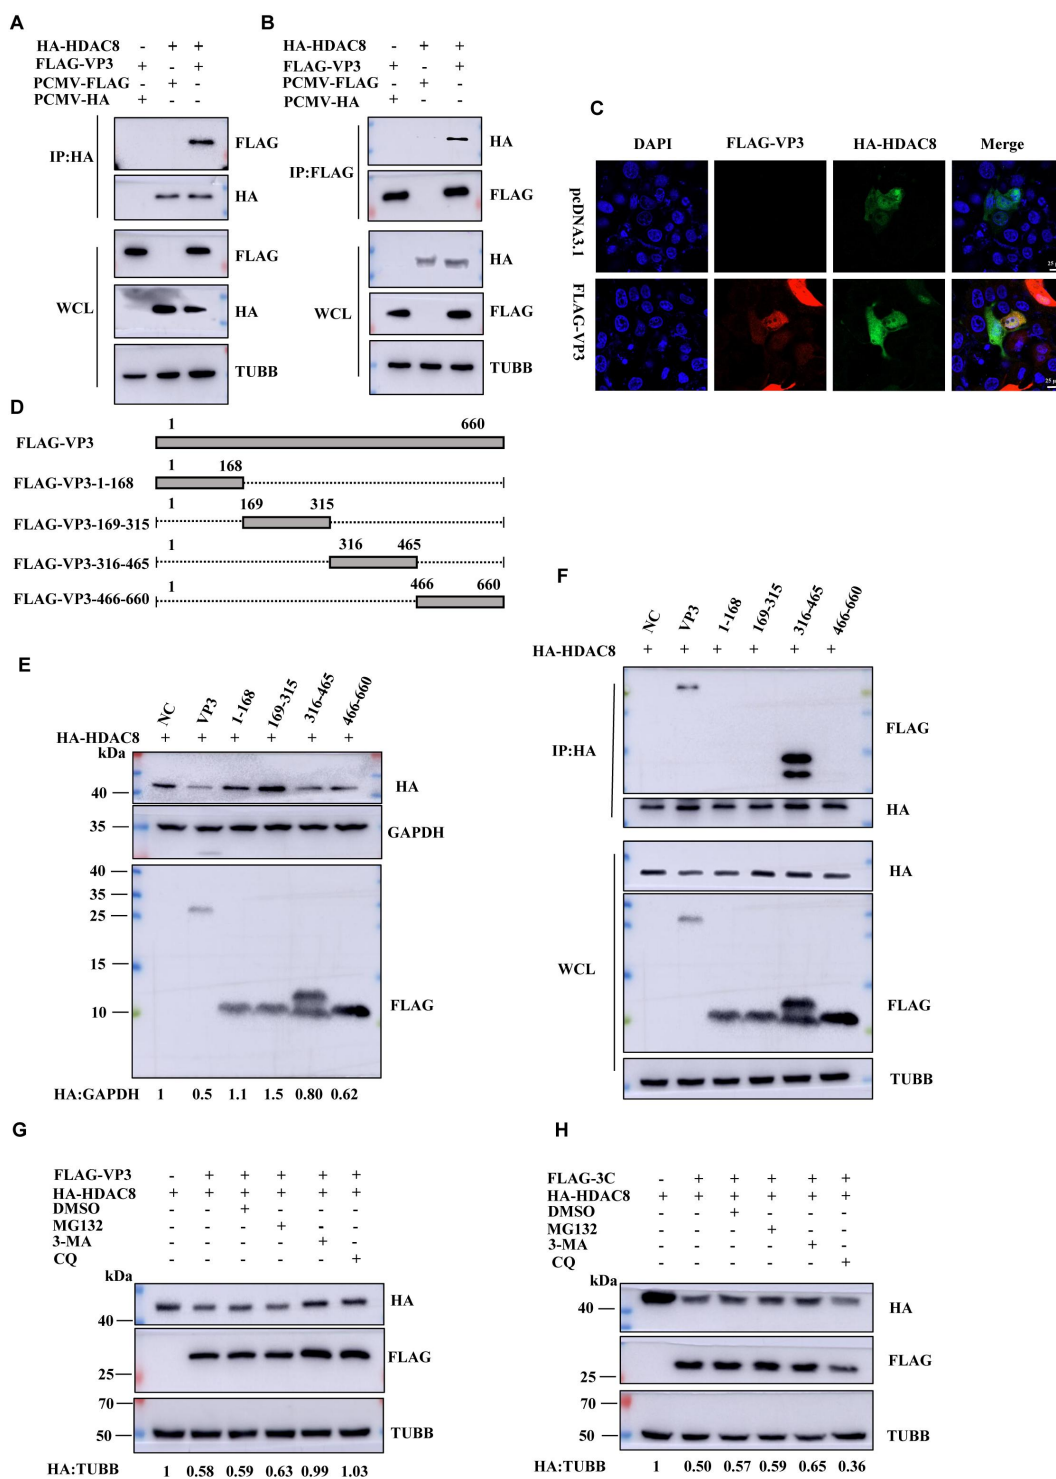 A
HA-HDAC8 - + +
FLAG-VP3 + - +
PCMV-FLAG - + -
PCMV-HA + - -
IP:HA
FLAG
HA
WCL
FLAG
HA
TUBB
B
HA-HDAC8 - + +
FLAG-VP3 + - +
PCMV-FLAG - + -
PCMV-HA + - -
IP:FLAG
HA
FLAG
WCL
HA
FLAG
TUBB
C
DAPI FLAG-VP3 HA-HDAC8 Merge
pcDNA3.1
FLAG-VP3
D
1 660
FLAG-VP3
1 168
FLAG-VP3-1-168
1 169 315
FLAG-VP3-169-315
1 316 465
FLAG-VP3-316-465
1 466 660
FLAG-VP3-466-660
E
NC VP3 1-168 169-315 316-465 466-660
HA-HDAC8 + + + + + +
kDa
40 HA
35 GAPDH
40
35
25
15
10 FLAG
HA:GAPDH 1 0.5 1.1 1.5 0.80 0.62
F
NC VP3 1-168 169-315 316-465 466-660
HA-HDAC8 + + + + + +
IP:HA
FLAG
HA
WCL
HA
FLAG
TUBB
G
FLAG-VP3 - + + + + +
HA-HDAC8 + + + + + +
DMSO - - + - - -
MG132 - - - + - -
3-MA - - - - + -
CQ - - - - - +
kDa
40 HA
25 FLAG
70
50 TUBB
HA:TUBB 1 0.58 0.59 0.63 0.99 1.03
H
FLAG-3C - + + + + +
HA-HDAC8 + + + + + +
DMSO - - + - - -
MG132 - - - + - -
3-MA - - - - + -
CQ - - - - - +
kDa
40 HA
25 FLAG
70
50 TUBB
HA:TUBB 1 0.50 0.57 0.59 0.65 0.36